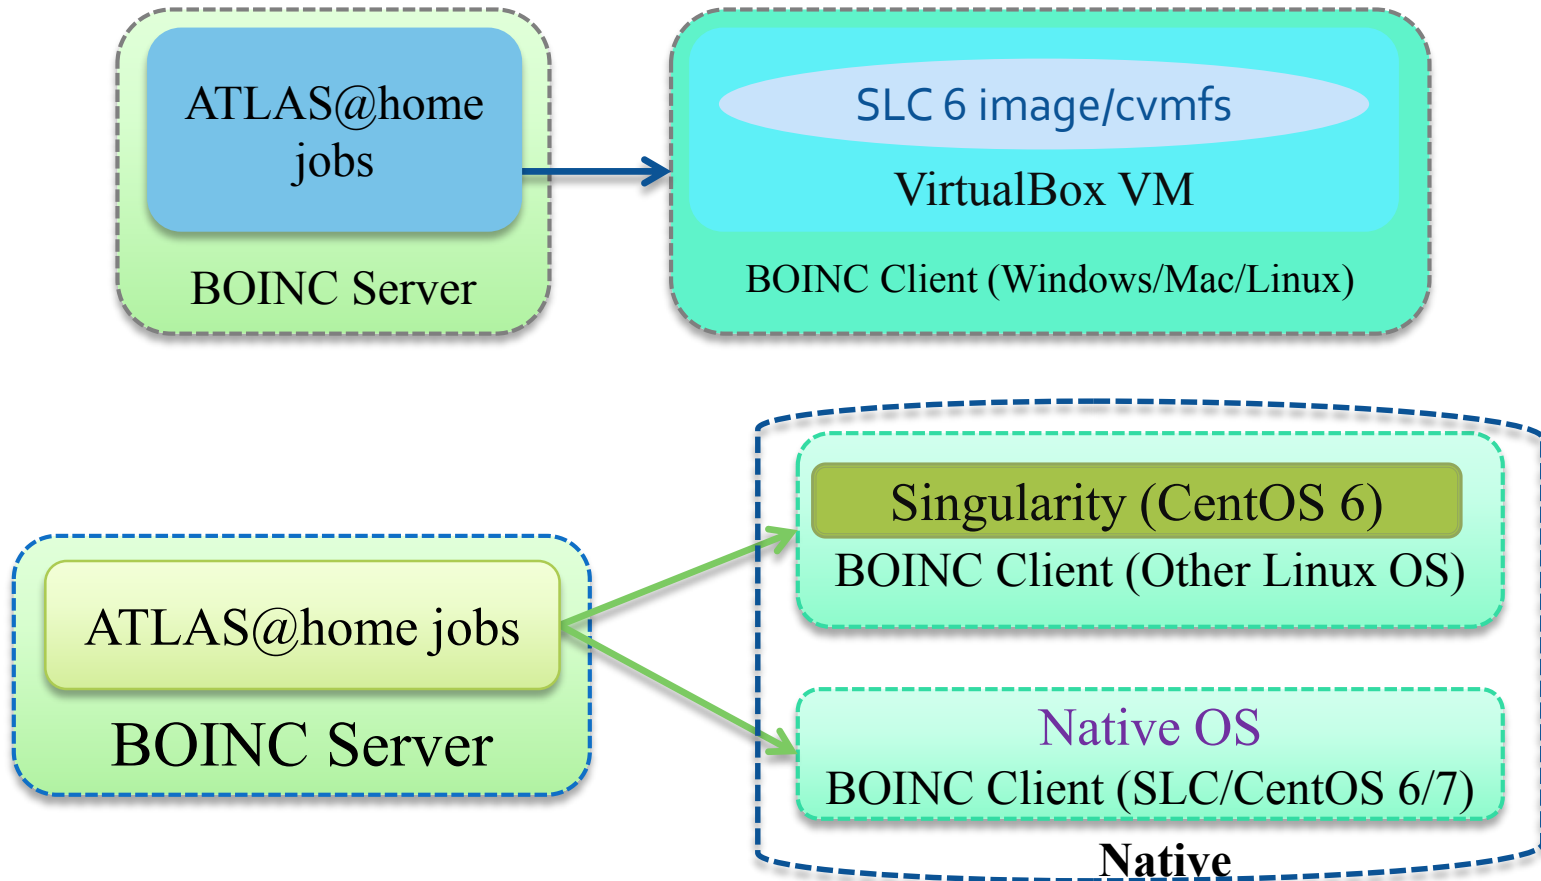 ATLAS@home
jobs
BOINC Server
SLC 6 image/cvmfs
VirtualBox VM
BOINC Client (Windows/Mac/Linux)
ATLAS@home jobs
BOINC Server
Singularity (CentOS 6)
BOINC Client (Other Linux OS)
Native OS
BOINC Client (SLC/CentOS 6/7)
Native